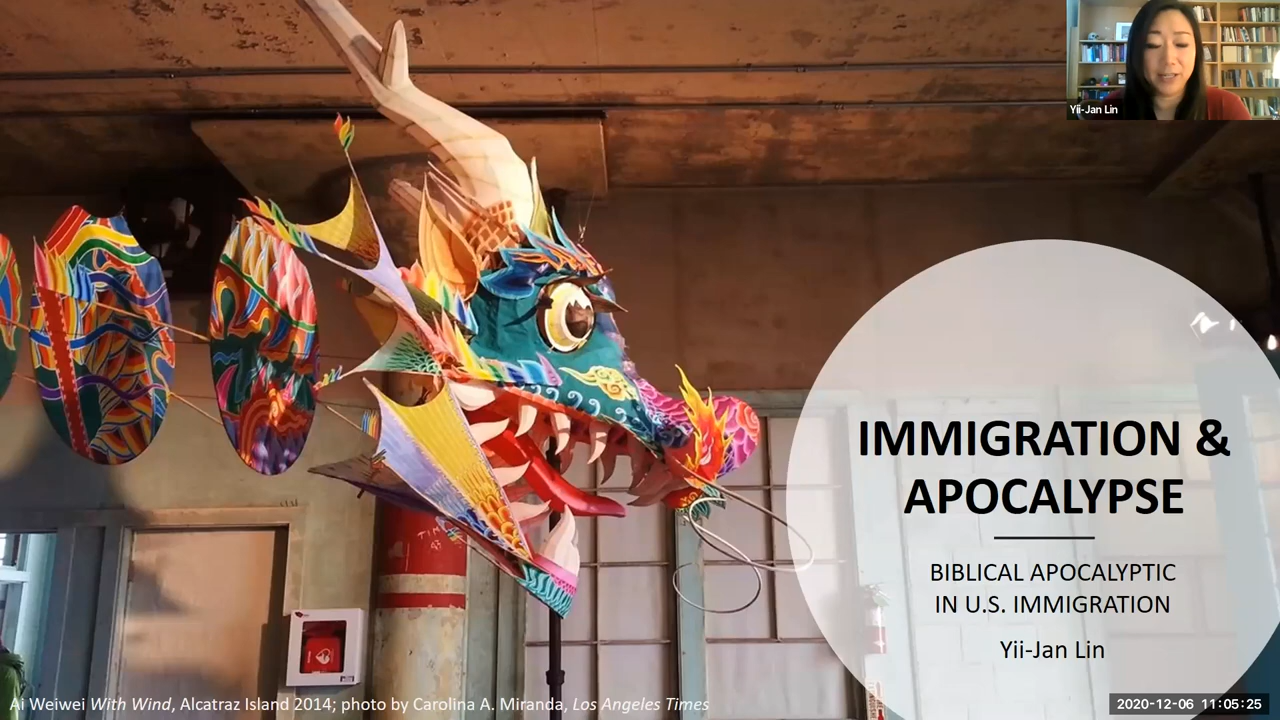 Yii-Jan Lin
IMMIGRATION &
APOCALYPSE
BIBLICAL APOCALYPTIC
IN U.S. IMMIGRATION
Yii-Jan Lin
Ai Weiwei With Wind, Alcatraz Island 2014; photo by Carolina A. Miranda, Los Angeles Times
2020-12-06 11:05:25